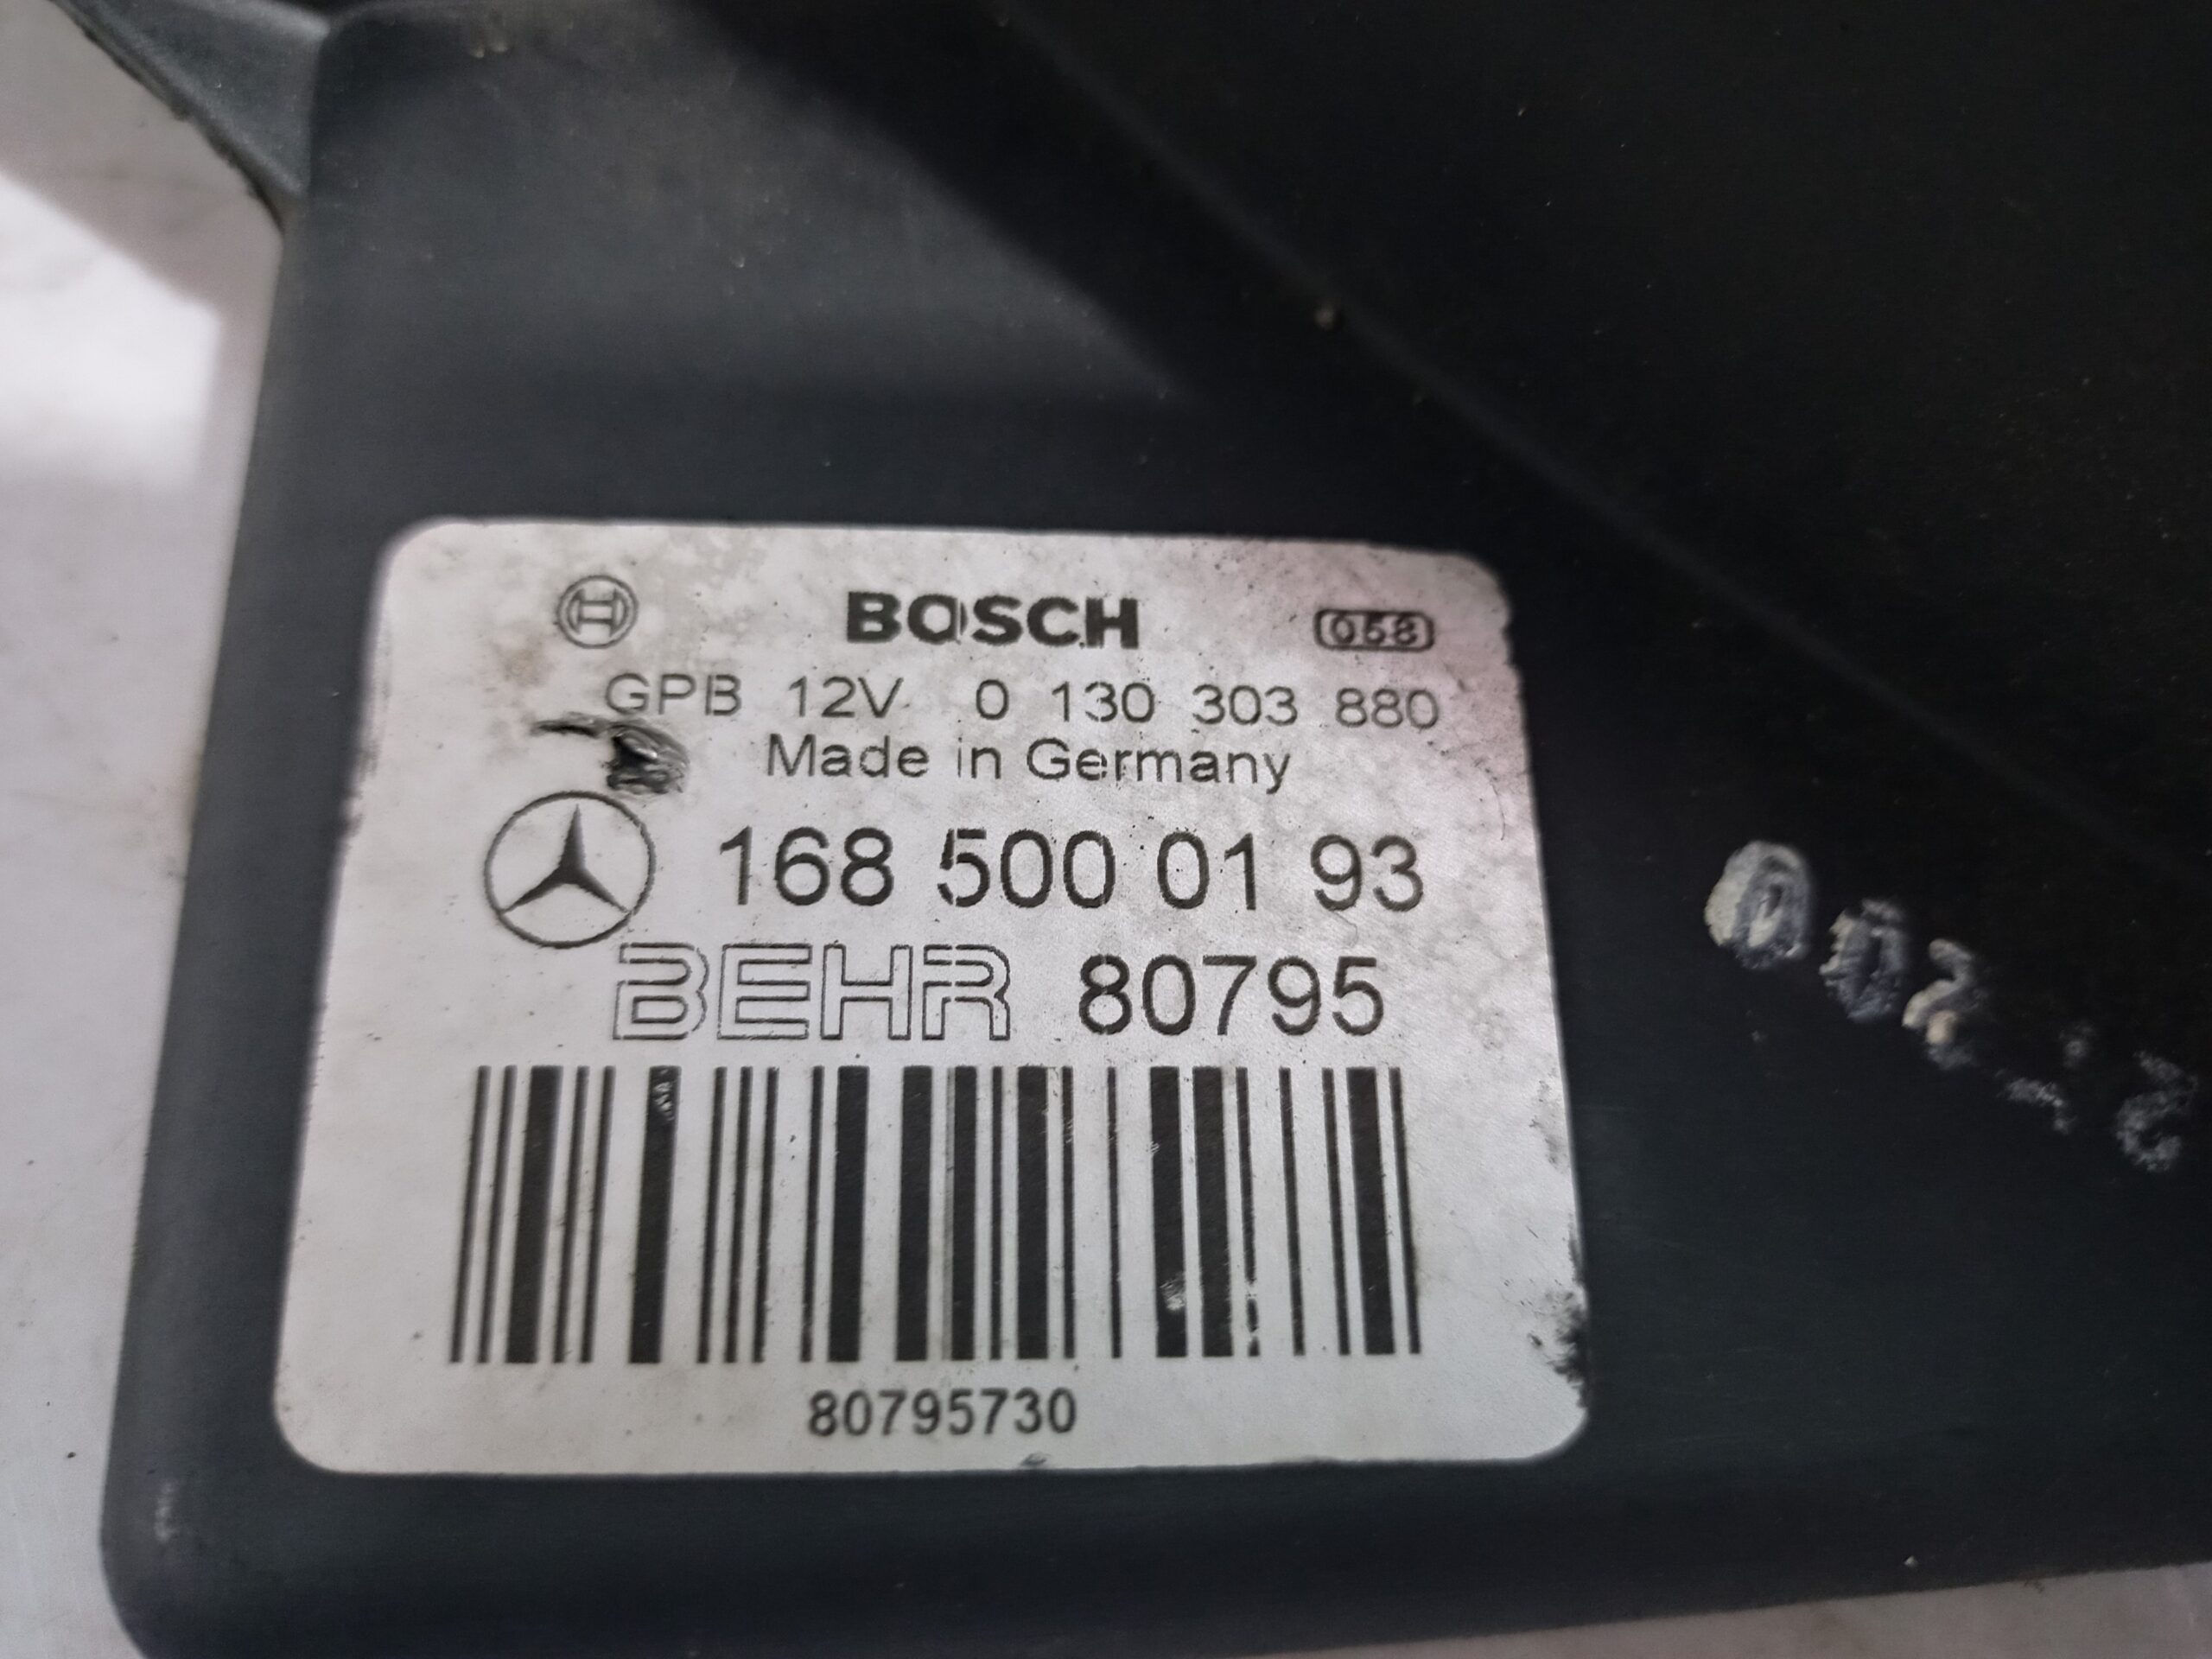 BOSCH 058
GPB 12V 0 130 303 880
Made in Germany
168 500 01 93
BEHR 80795
80795730